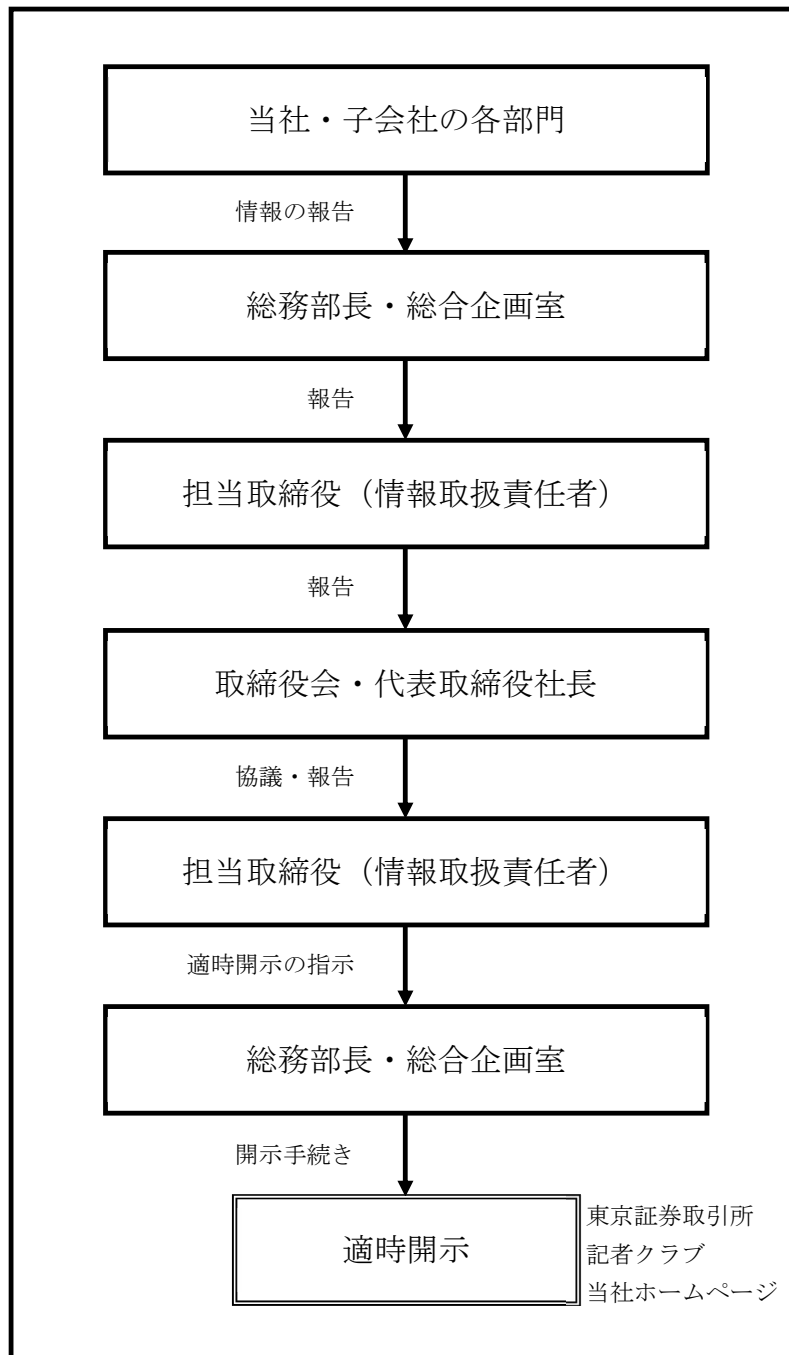 当社・子会社の各部門
情報の報告
総務部長・総合企画室
報告
担当取締役（情報取扱責任者）
報告
取締役会・代表取締役社長
協議・報告
担当取締役（情報取扱責任者）
適時開示の指示
総務部長・総合企画室
開示手続き
適時開示
東京証券取引所
記者クラブ
当社ホームページ